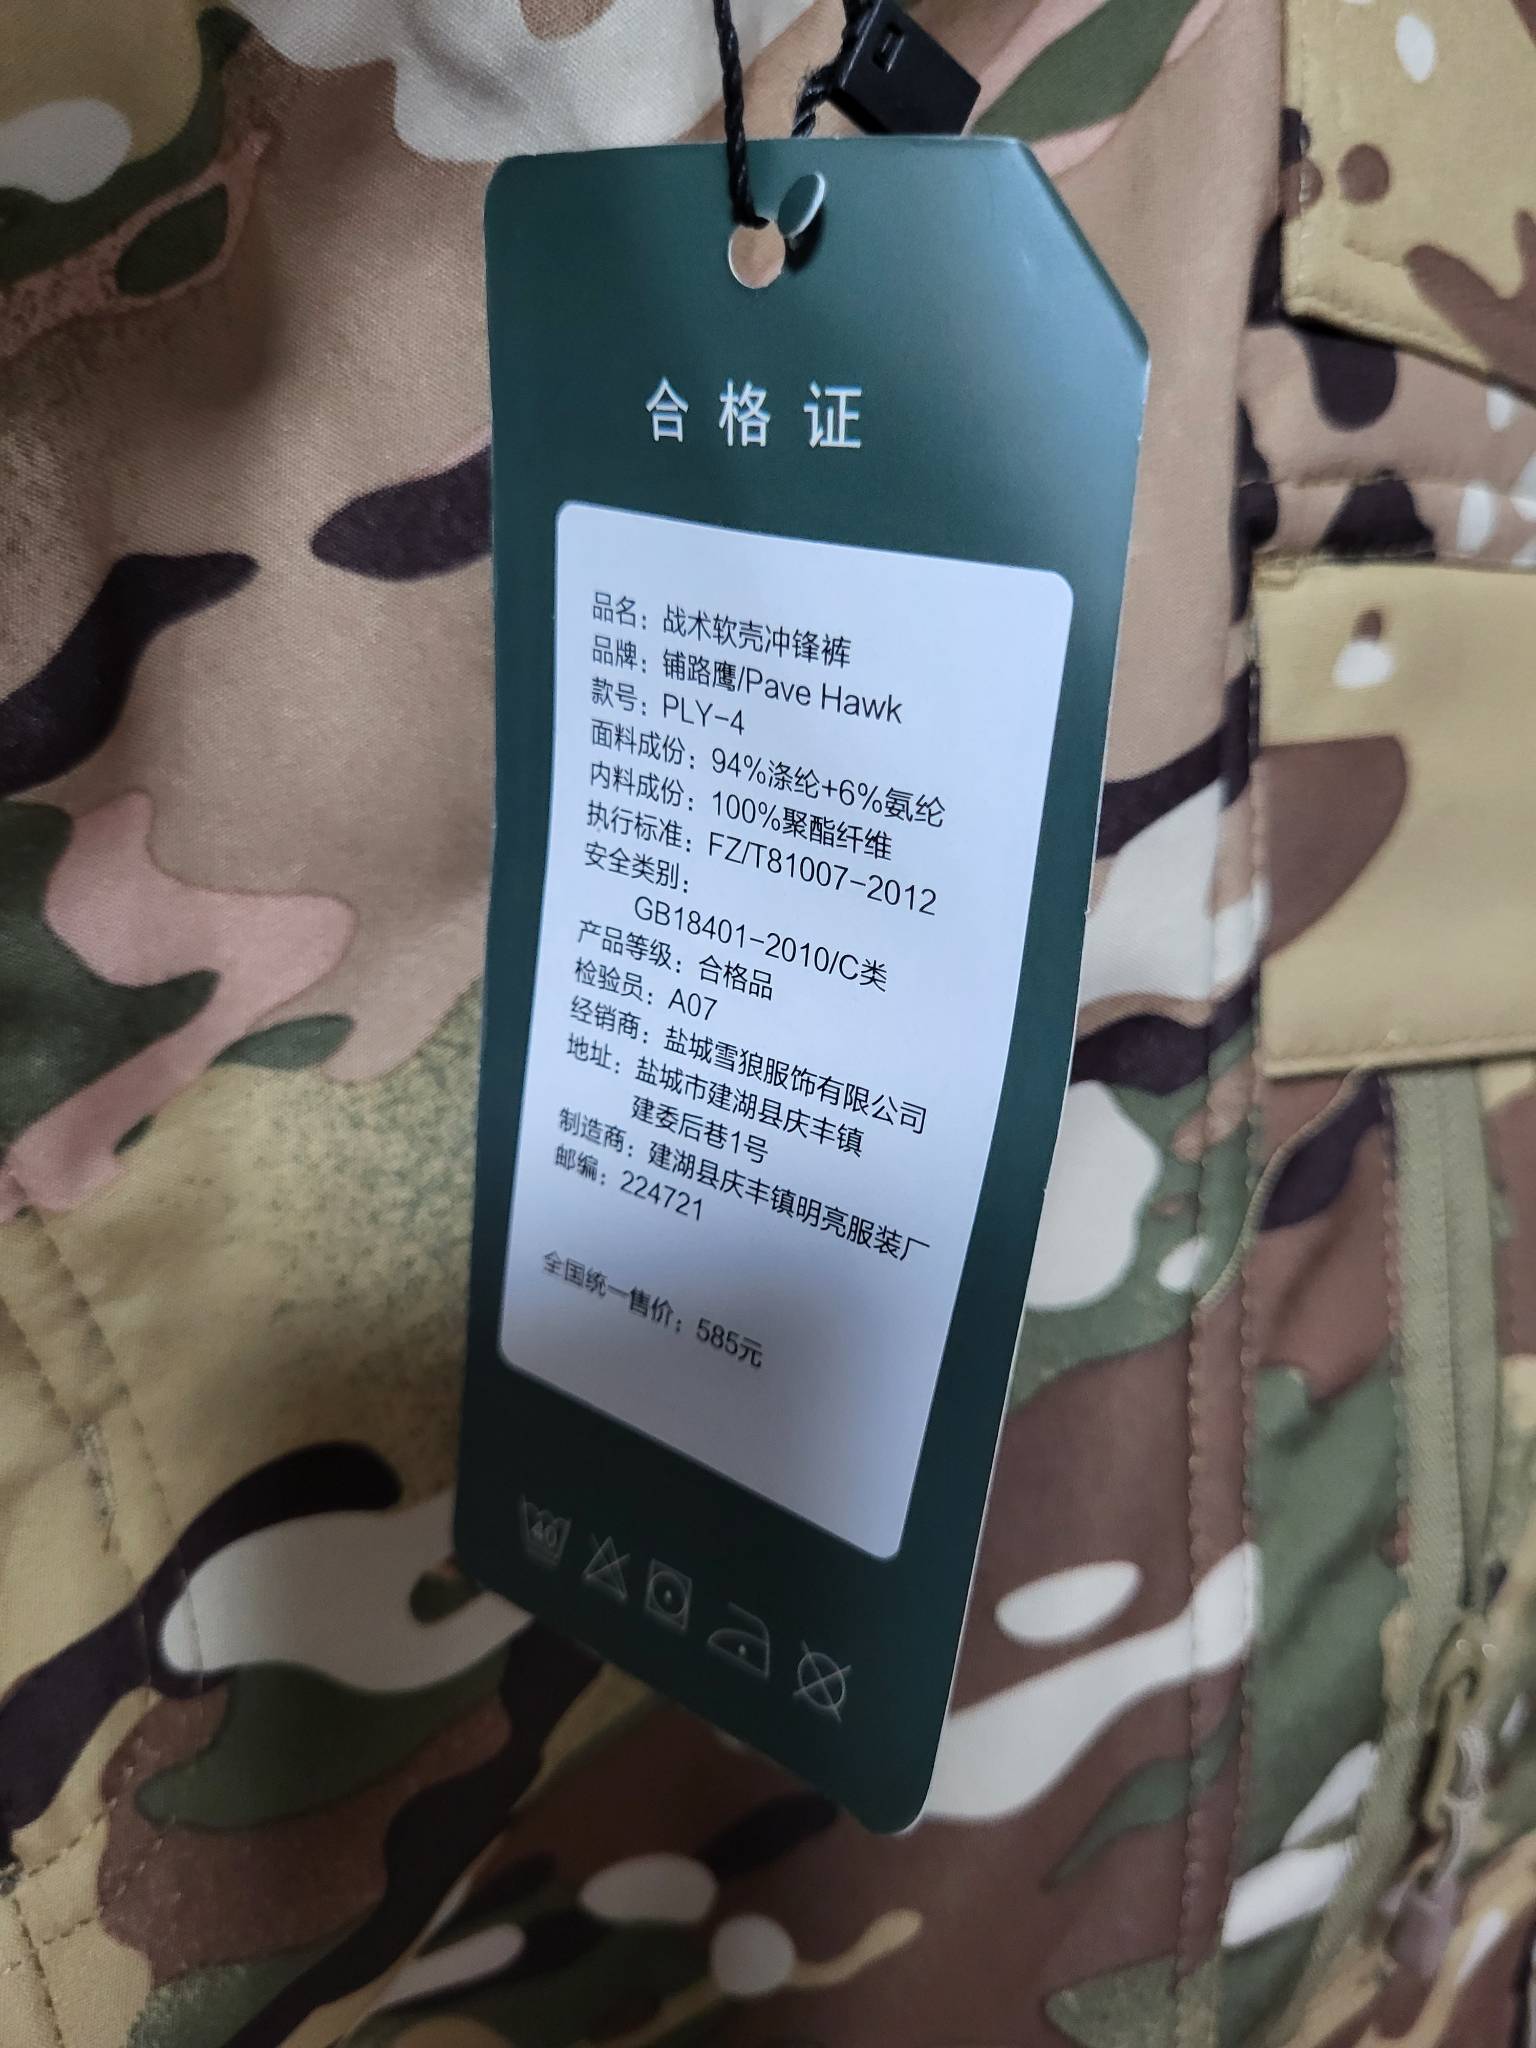 合格证
品名：战术软壳冲锋裤
品牌：铺路鹰/Pave Hawk
款号：PLY-4
面料成份：94%涤纶+6%氨纶
内料成份：100%聚酯纤维
执行标准：FZ/T81007-2012
安全类别：
GB18401-2010/C类
产品等级：合格品
检验员：A07
经销商：盐城雪狼服饰有限公司
地址：盐城市建湖县庆丰镇
建委后巷1号
制造商：建湖县庆丰镇明亮服装厂
邮编：224721
全国统一售价：585元
40